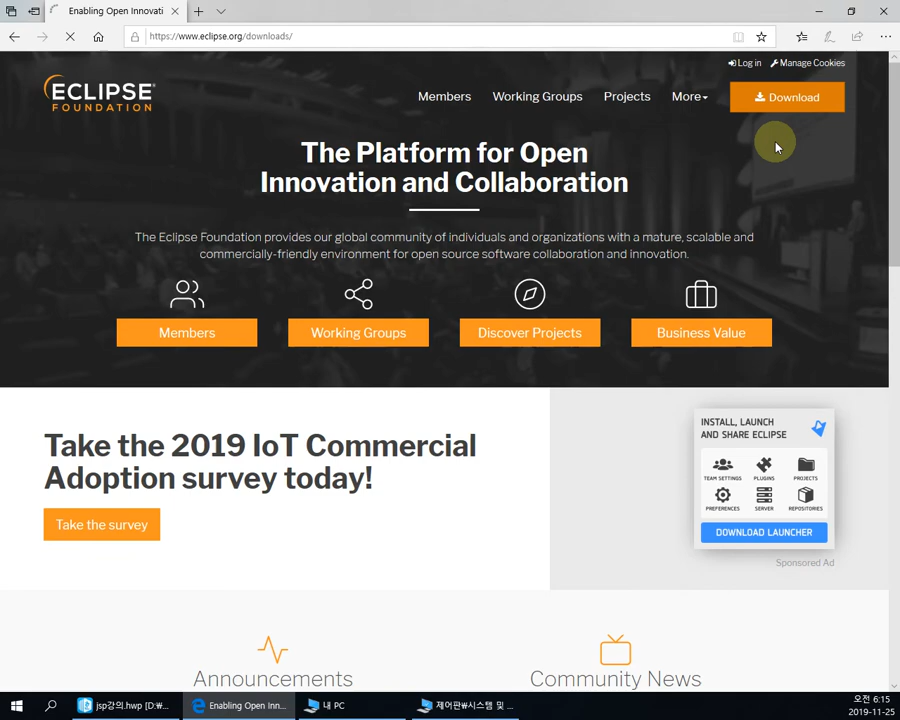 Enabling Open Innovati
https://www.eclipse.org/downloads/
Log in Manage Cookies
ECLIPSE
FOUNDATION
Members Working Groups Projects More Download
The Platform for Open
Innovation and Collaboration
The Eclipse Foundation provides our global community of individuals and organizations with a mature, scalable and
commercially-friendly environment for open source software collaboration and innovation.
Members Working Groups Discover Projects Business Value
Take the 2019 IoT Commercial
Adoption survey today!
Take the survey
INSTALL, LAUNCH
AND SHARE ECLIPSE
TEAM SETTINGS PLUGINS PROJECTS
PREFERENCES SERVER REPOSITORIES
DOWNLOAD LAUNCHER
Sponsored Ad
Announcements Community News
jsp강의.hwp [D:₩... Enabling Open Inn... 내 PC 제어판₩시스템 및 ...
오전 6:15
2019-11-25